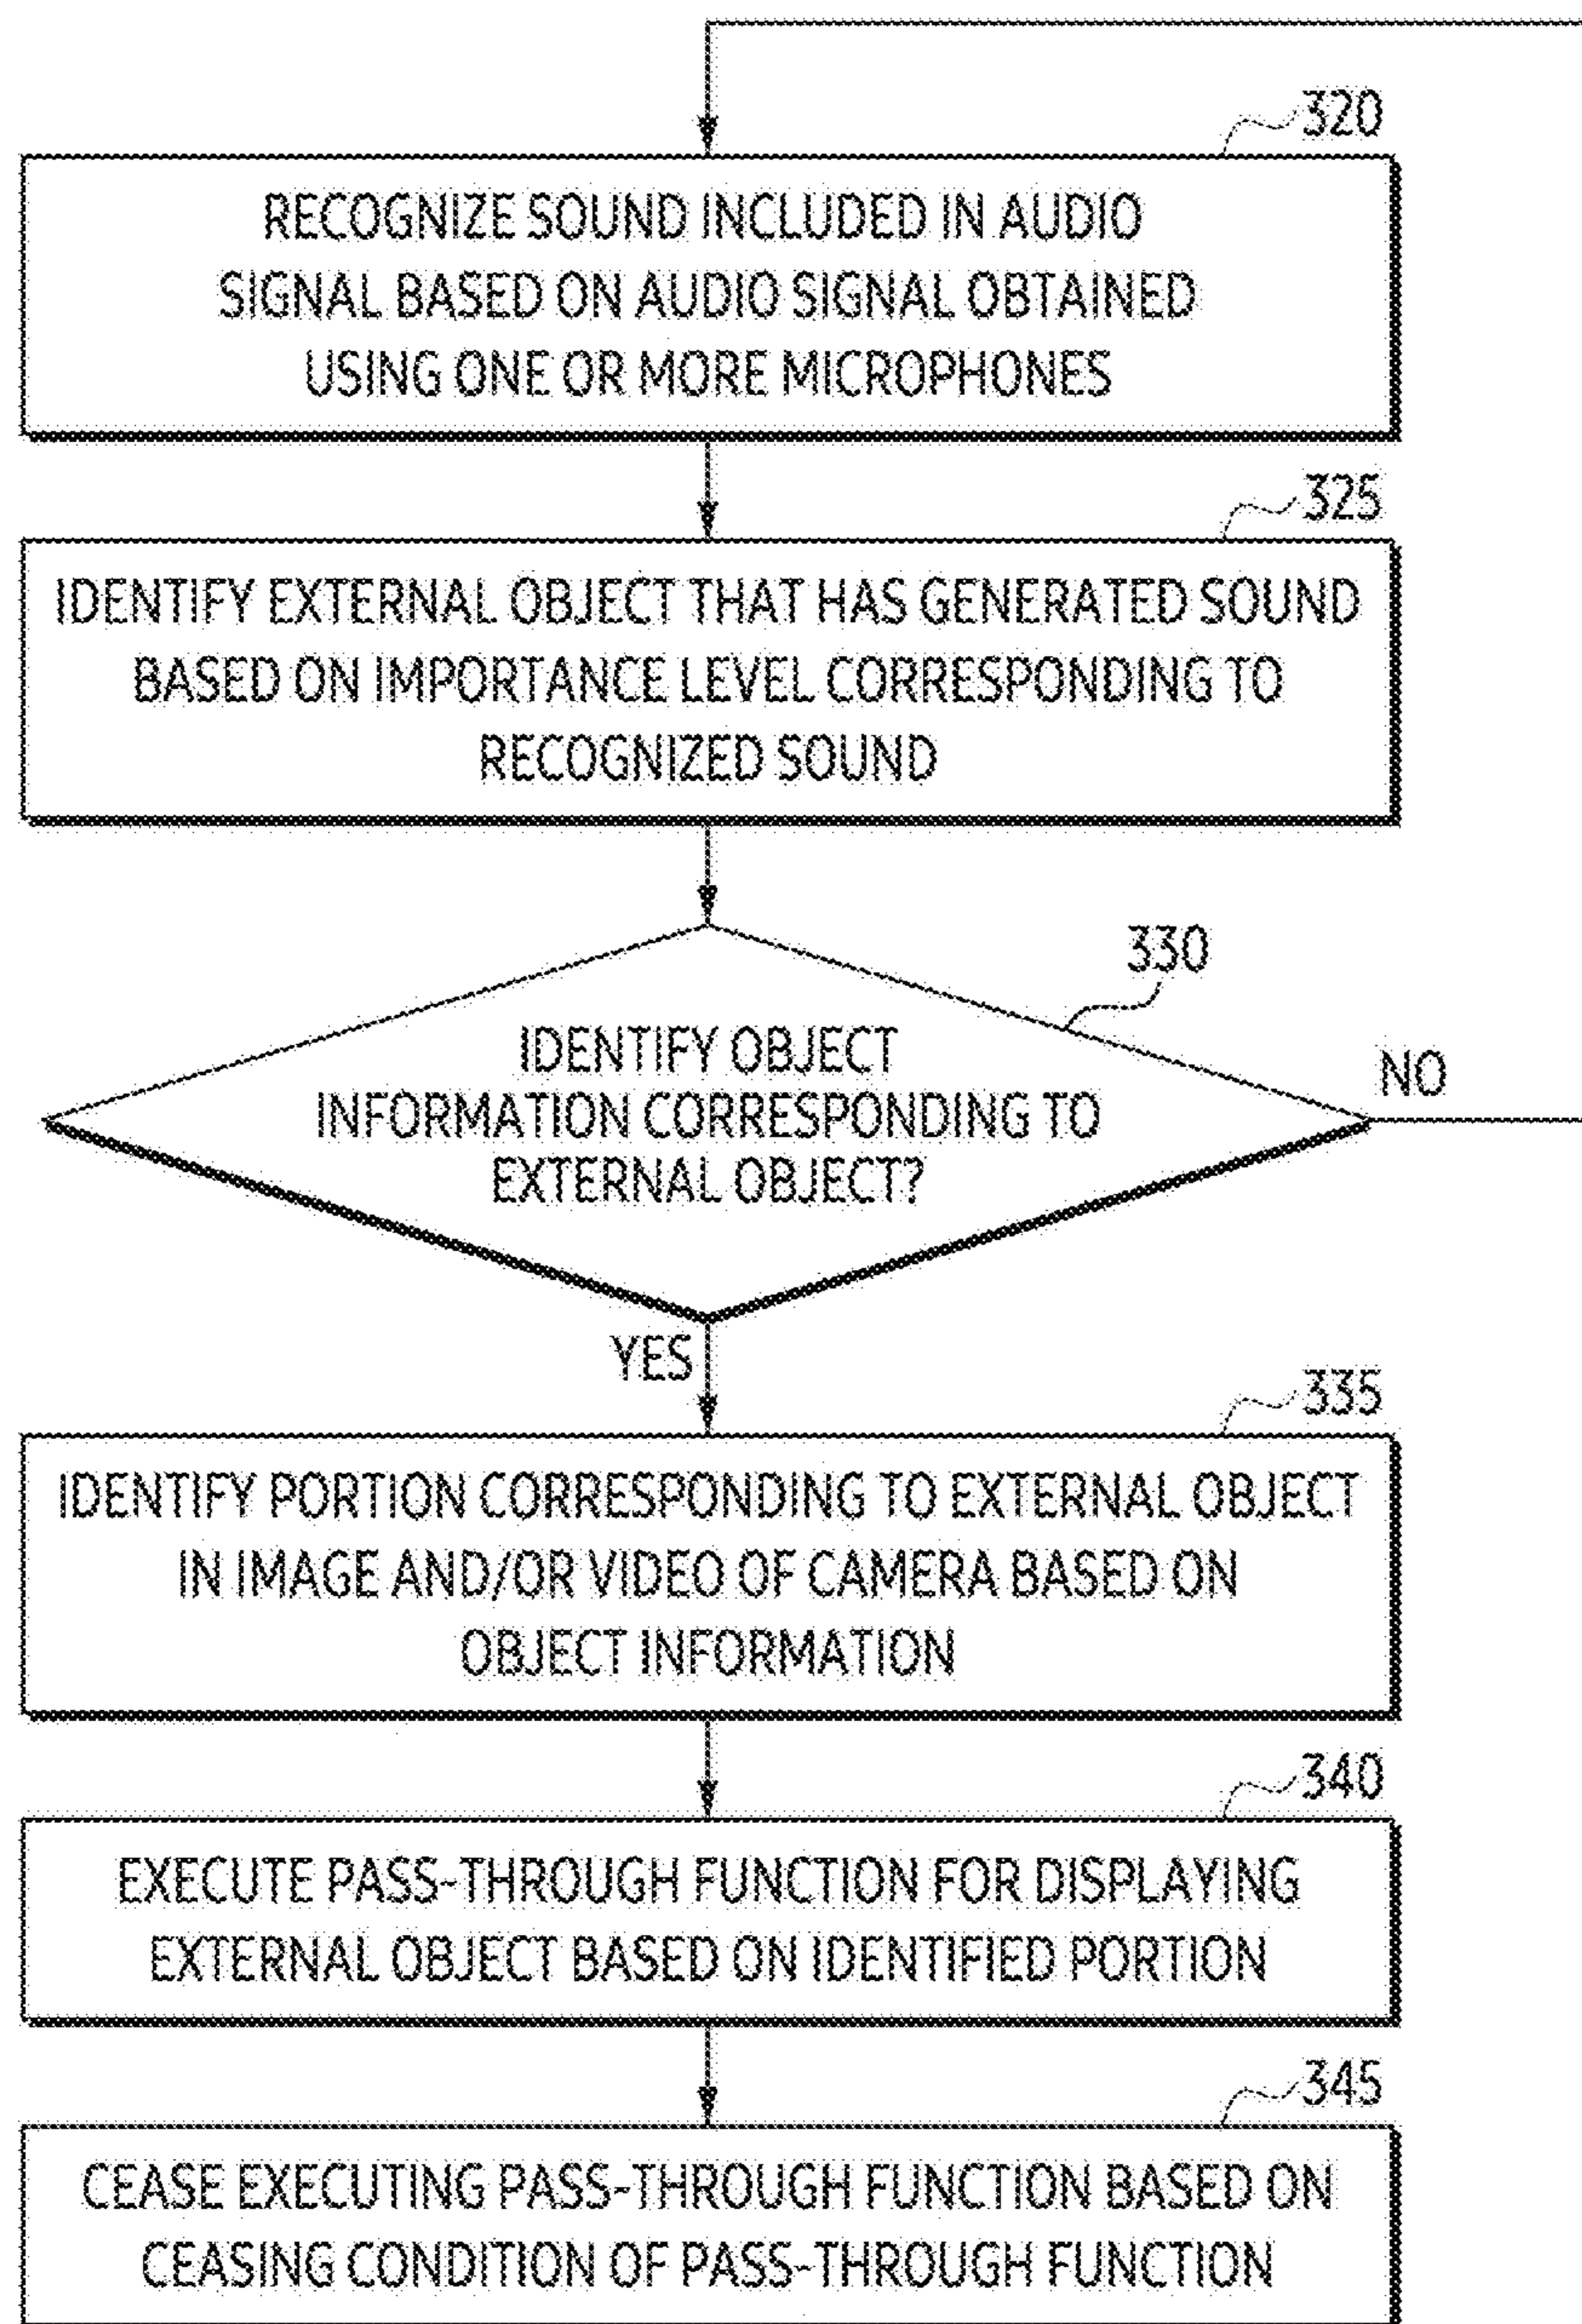 320
RECOGNIZE SOUND INCLUDED IN AUDIO
SIGNAL BASED ON AUDIO SIGNAL OBTAINED
USING ONE OR MORE MICROPHONES
325
IDENTIFY EXTERNAL OBJECT THAT HAS GENERATED SOUND
BASED ON IMPORTANCE LEVEL CORRESPONDING TO
RECOGNIZED SOUND
330
IDENTIFY OBJECT
INFORMATION CORRESPONDING TO
EXTERNAL OBJECT?
NO
YES
335
IDENTIFY PORTION CORRESPONDING TO EXTERNAL OBJECT
IN IMAGE AND/OR VIDEO OF CAMERA BASED ON
OBJECT INFORMATION
340
EXECUTE PASS-THROUGH FUNCTION FOR DISPLAYING
EXTERNAL OBJECT BASED ON IDENTIFIED PORTION
345
CEASE EXECUTING PASS-THROUGH FUNCTION BASED ON
CEASING CONDITION OF PASS-THROUGH FUNCTION